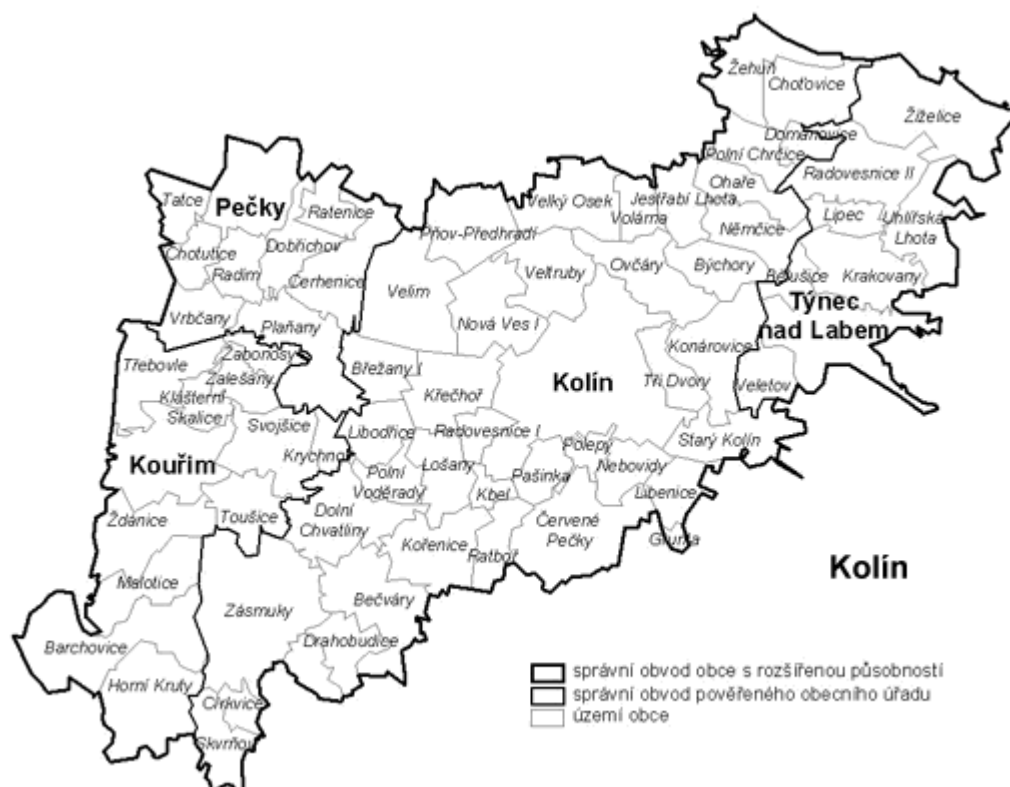 Žehuň
Choťovice
Žiželice
Domanovice
Polní Chrčice
Radovesnice II
Tatce
Pečky
Ratenice
Velký Osek
Jestřabí Lhota
Volárna
Ohaře
Němčice
Lipec
Uhlířská
Lhota
Chotutice
Dobřichov
Radim
Cerhenice
Pňov-Předhradí
Velim
Veltruby
Ovčáry
Býchory
Bělušice
Krakovany
Vrbčany
Plaňany
Nová Ves I
Týnec
nad Labem
Třebovle
Zabonosy
Zalešany
Klášterní
Skalice
Břežany I
Křečhoř
Kolín
Konárovice
Tři Dvory
Veletov
Svojšice
Krychnov
Libodřice
Radovesnice I
Polepy
Starý Kolín
Kouřim
Polní
Voděrady
Lošany
Kbel
Pašinka
Nebovidy
Libenice
Ždánice
Toušice
Dolní
Chvatliny
Kořenice
Ratboř
Červené
Pečky
Grunta
Kolín
Malotice
Zásmuky
Bečváry
Barchovice
Drahobudice
Horní Kruty
Církvice
Skvrňov
správní obvod obce s rozšířenou působností
správní obvod pověřeného obecního úřadu
území obce